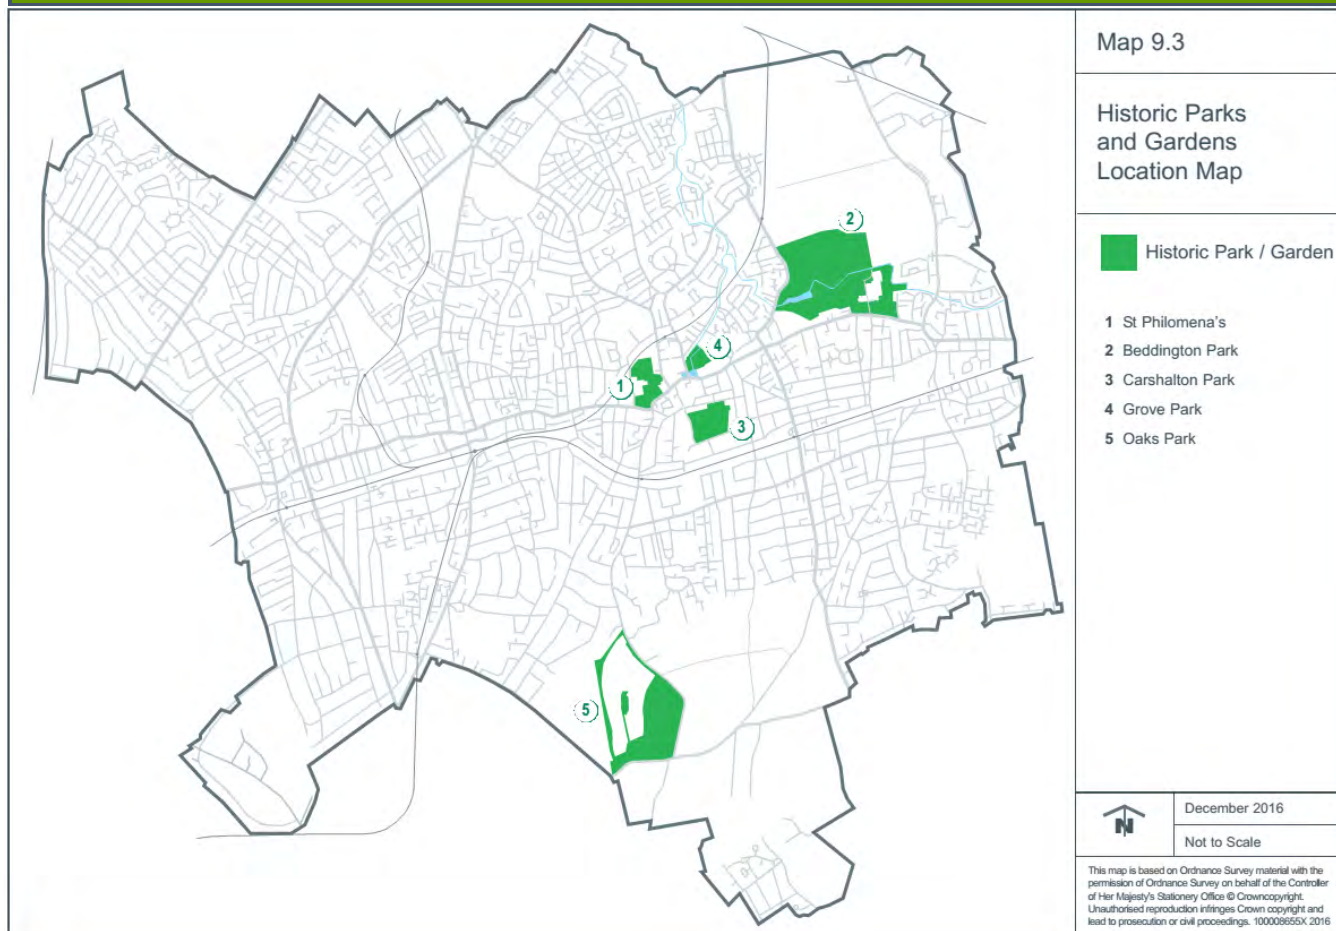 Map 9.3
Historic Parks
and Gardens
Location Map
Historic Park / Garden
1 St Philomena's
2 Beddington Park
3 Carshalton Park
4 Grove Park
5 Oaks Park
2
4
1
3
5
N
December 2016
Not to Scale
This map is based on Ordnance Survey material with the
permission of Ordnance Survey on behalf of the Controller
of Her Majesty's Stationery Office © Crowncopyright.
Unauthorised reproduction infringes Crown copyright and
lead to prosecution or civil proceedings. 100008655X 2016